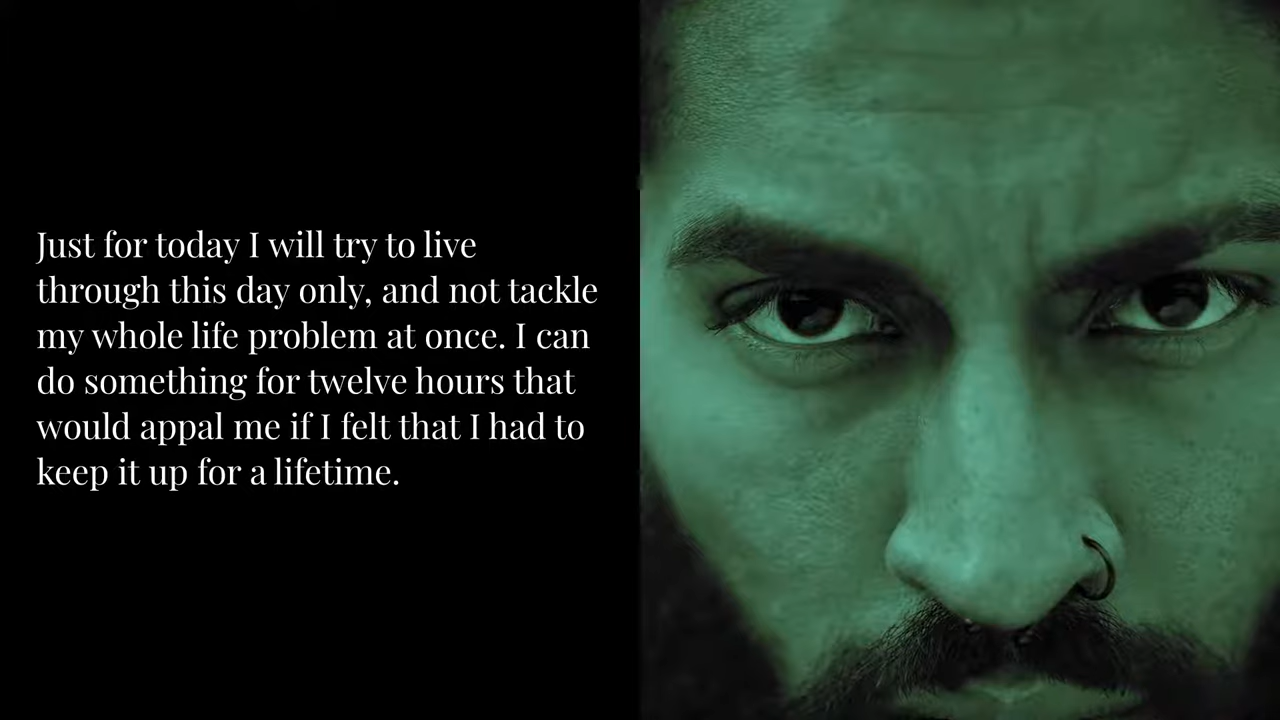 Just for today I will try to live
through this day only, and not tackle
my whole life problem at once. I can
do something for twelve hours that
would appal me if I felt that I had to
keep it up for a lifetime.